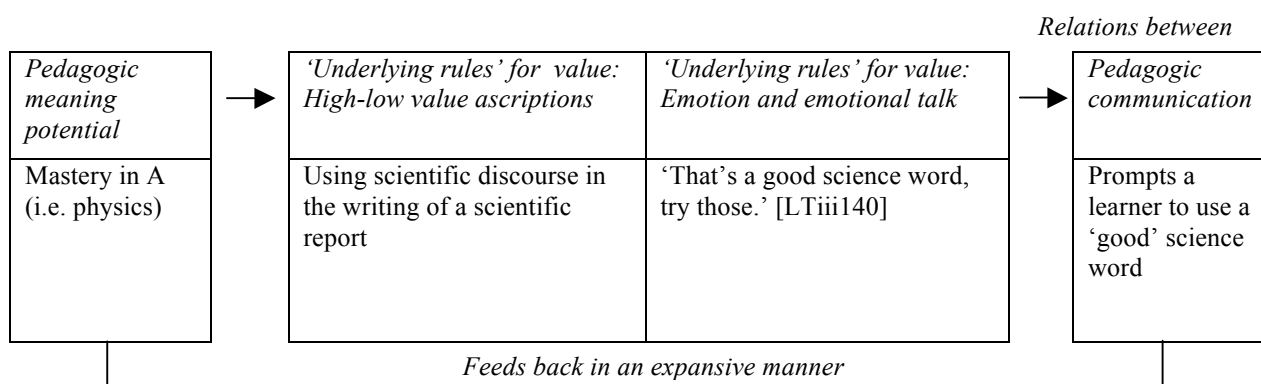 Relations between
Pedagogic
meaning
potential
‘Underlying rules’ for value:
High-low value ascriptions
‘Underlying rules’ for value:
Emotion and emotional talk
Pedagogic
communication
Mastery in A
(i.e. physics)
Using scientific discourse in
the writing of a scientific
report
‘That’s a good science word,
try those.’ [LTiii140]
Prompts a
learner to use a
‘good’ science
word
Feeds back in an expansive manner